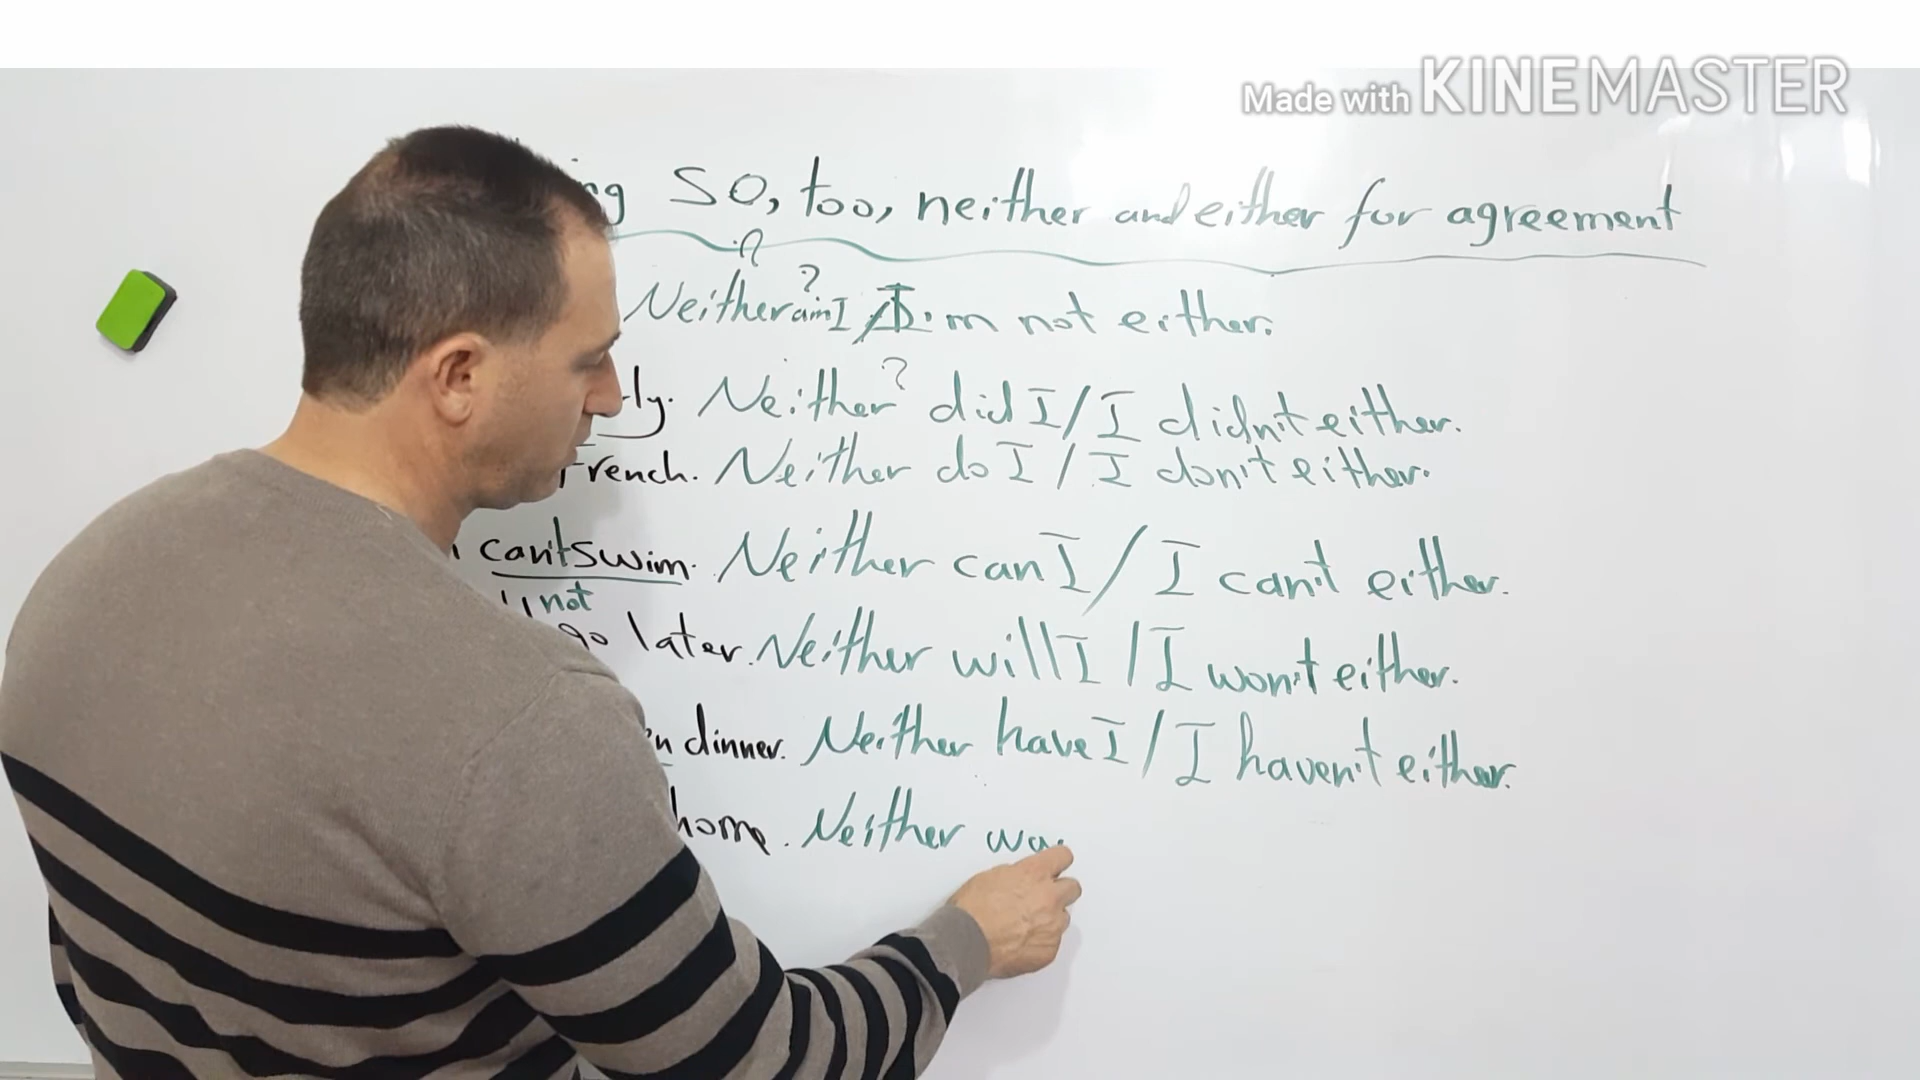 Made with KINEMASTER
so, too, neither and either for agreement
?
Neither am I / I'm not either.
ly. Neither did I / I didn't either.
French. Neither do I / I don't either.
can't swim. Neither can I / I can't either.
not
go later. Neither will I / I won't either.
dinner. Neither have I / I haven't either.
home. Neither wa